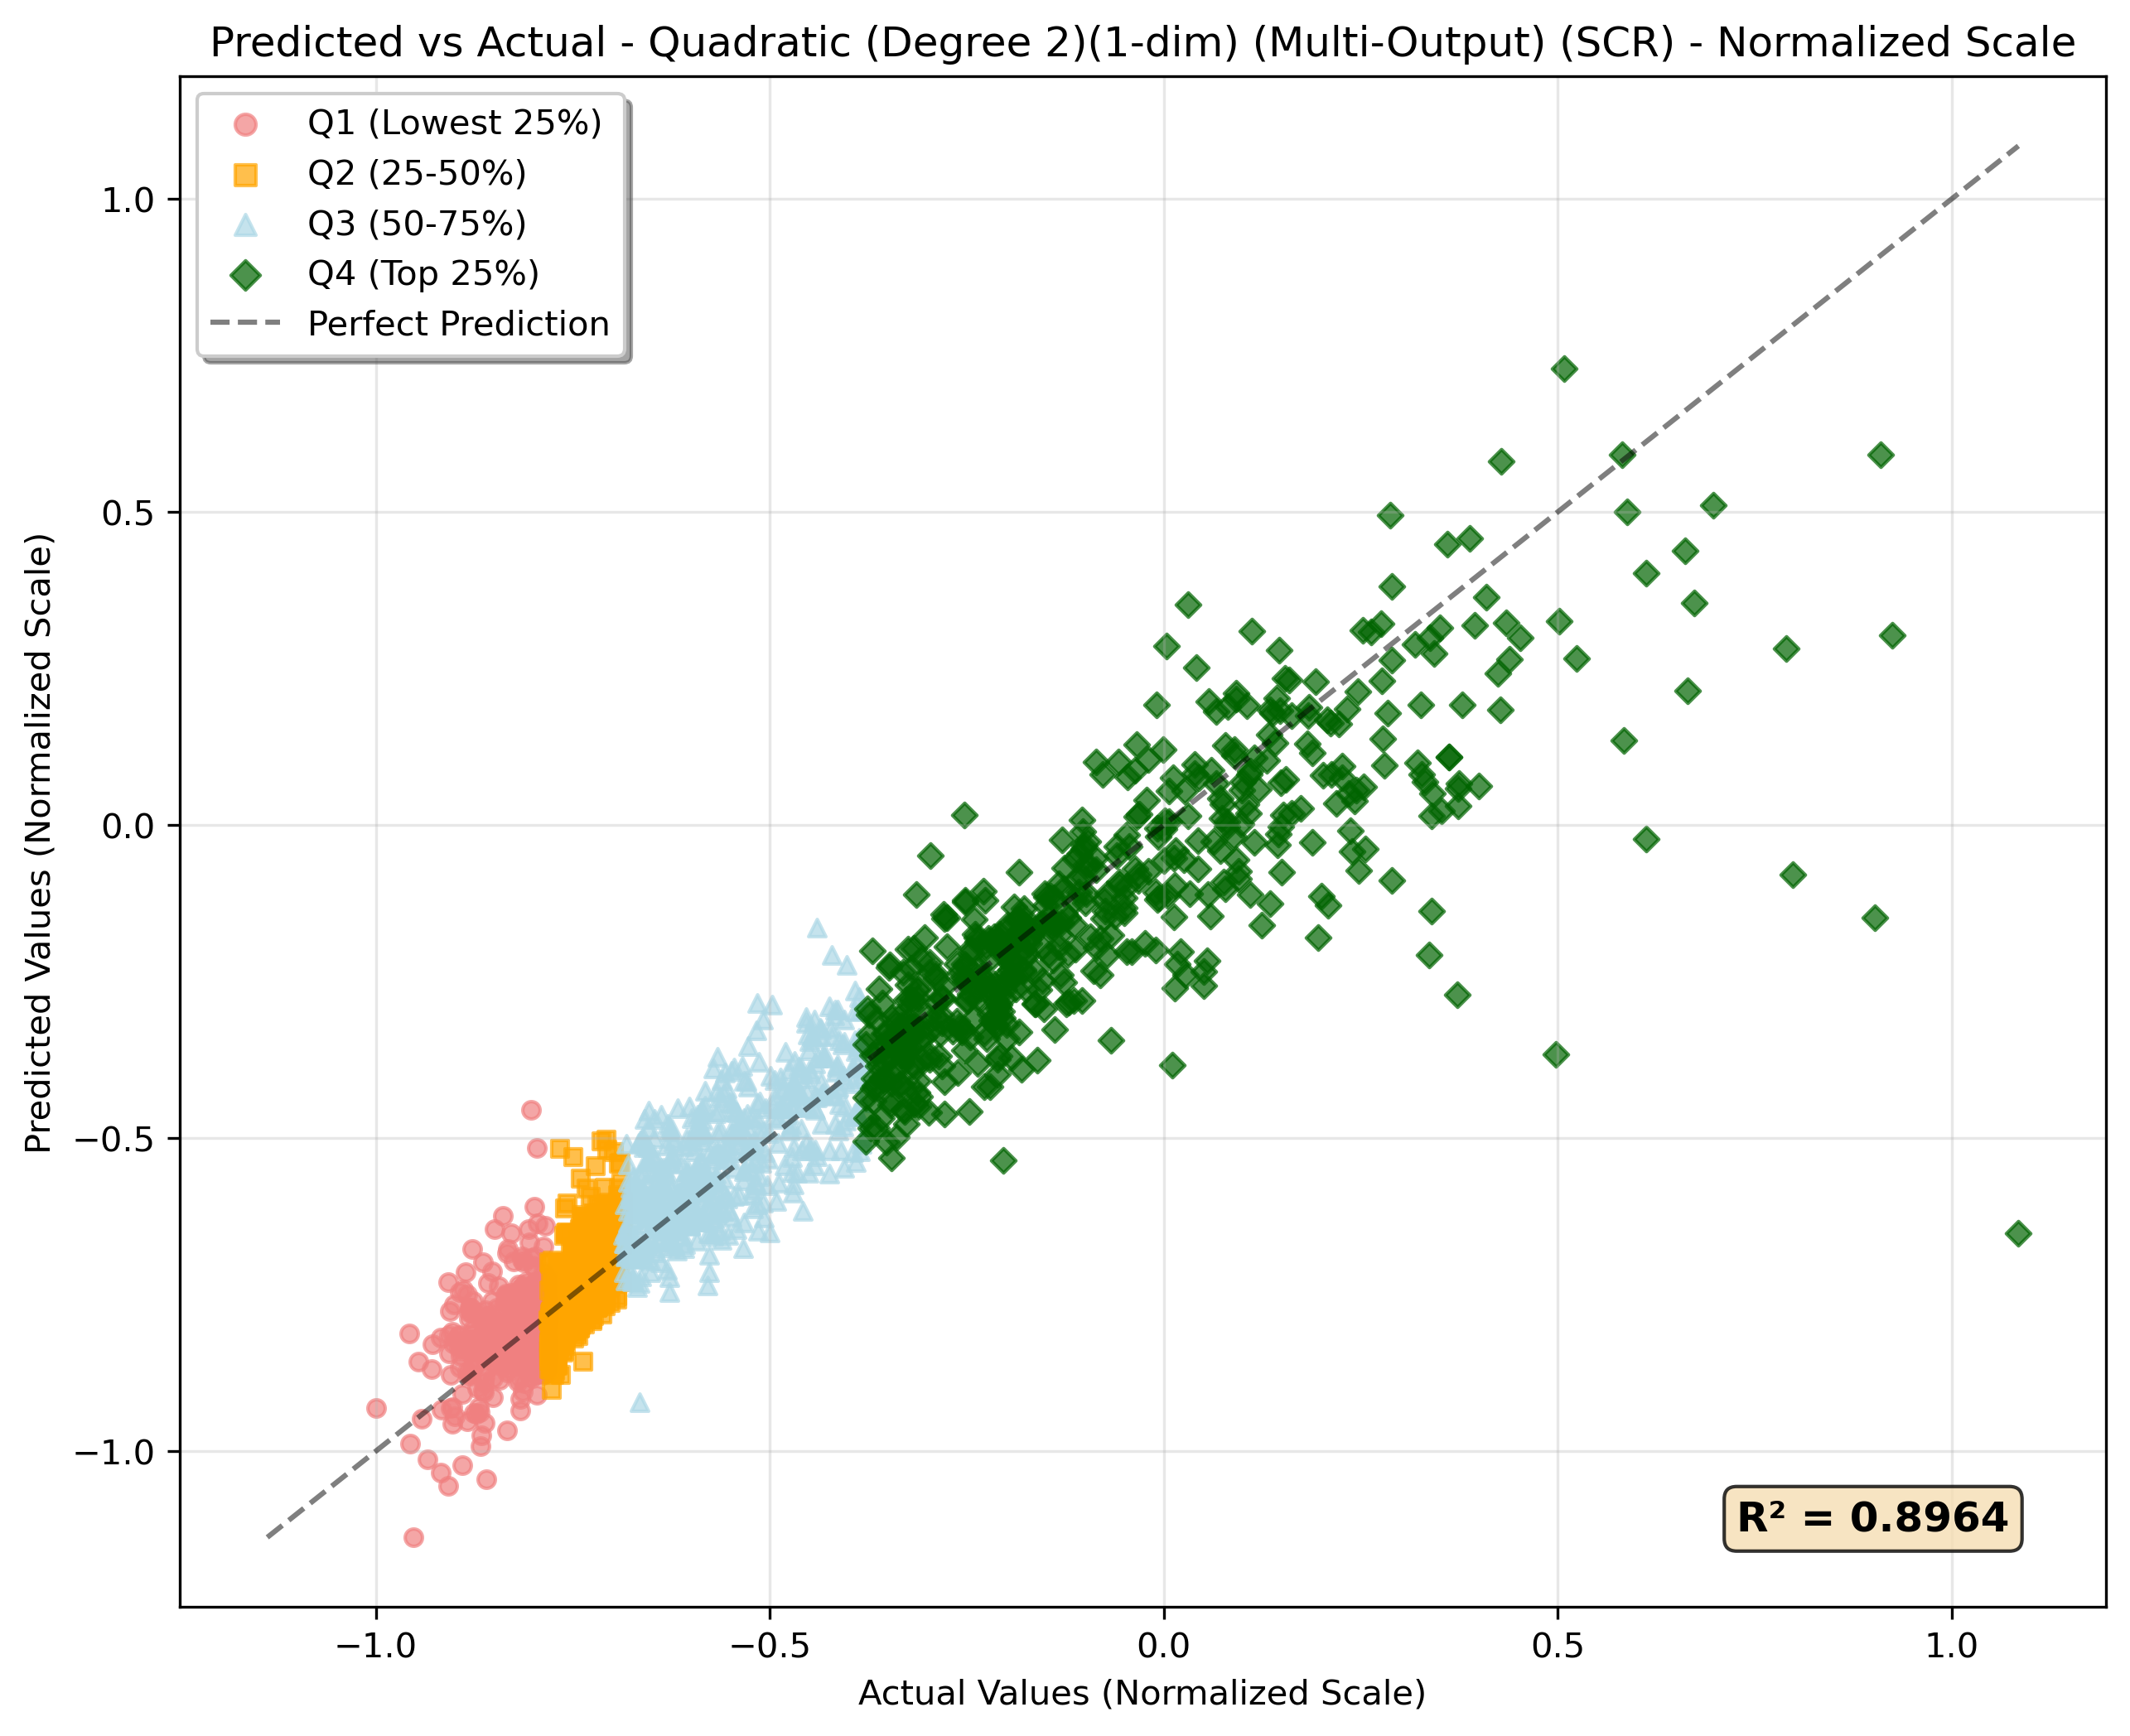 Predicted vs Actual - Quadratic (Degree 2)(1-dim) (Multi-Output) (SCR) - Normalized Scale
Q1 (Lowest 25%)
Q2 (25-50%)
Q3 (50-75%)
Q4 (Top 25%)
Perfect Prediction
1.0
0.5
0.0
−0.5
−1.0
Predicted Values (Normalized Scale)
R² = 0.8964
−1.0
−0.5
0.0
0.5
1.0
Actual Values (Normalized Scale)